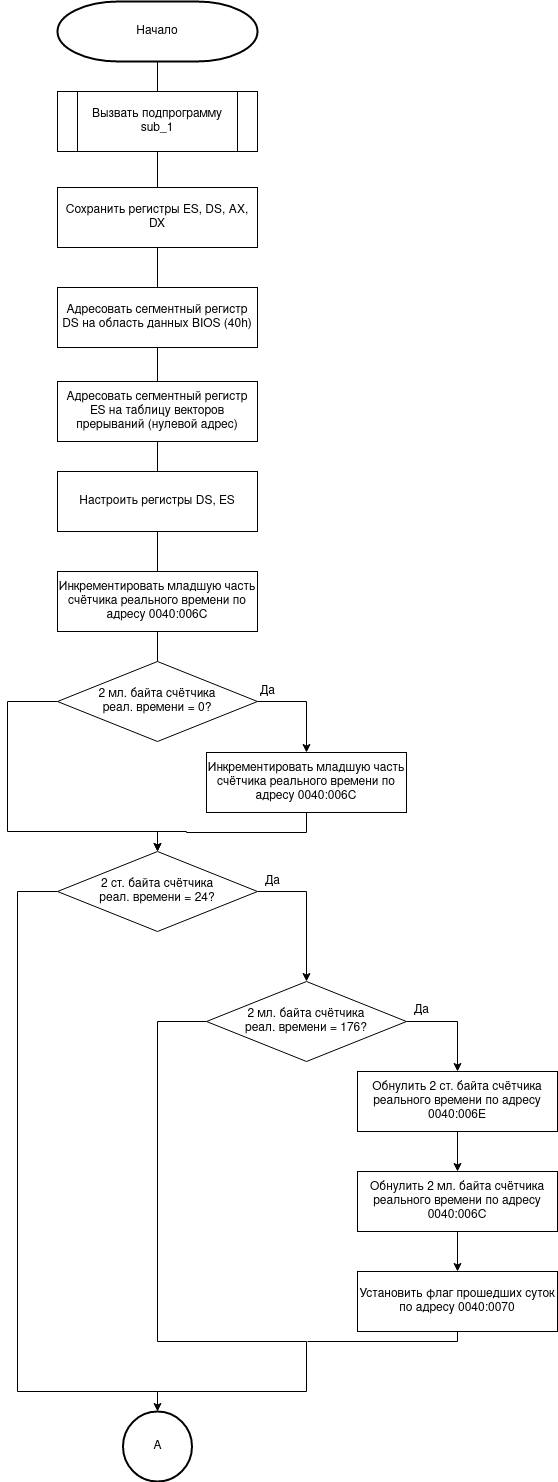 Начало
Вызвать подпрограмму
sub_1
Сохранить регистры ES, DS, AX,
DX
Адресовать сегментный регистр
DS на область данных BIOS (40h)
Адресовать сегментный регистр
ES на таблицу векторов
прерываний (нулевой адрес)
Настроить регистры DS, ES
Инкрементировать младшую часть
счётчика реального времени по
адресу 0040:006C
2 мл. байта счётчика
реал. времени = 0?
Да
Инкрементировать младшую часть
счётчика реального времени по
адресу 0040:006C
2 ст. байта счётчика
реал. времени = 24?
Да
2 мл. байта счётчика
реал. времени = 176?
Да
Обнулить 2 ст. байта счётчика
реального времени по адресу
0040:006E
Обнулить 2 мл. байта счётчика
реального времени по адресу
0040:006C
Установить флаг прошедших суток
по адресу 0040:0070
А